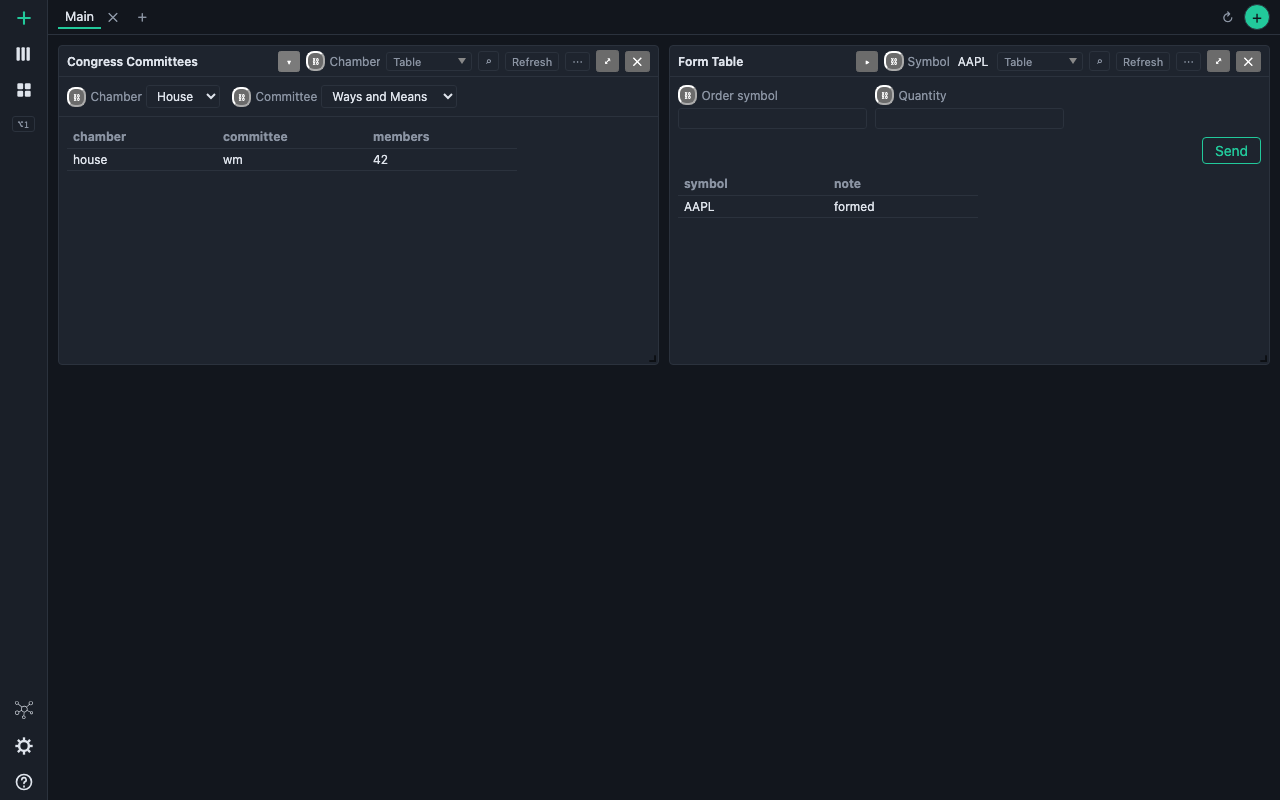 Main
⌥1
Congress Committees
Chamber
Table
Refresh
...
Chamber House
Committee Ways and Means
chamber committee members
house wm 42
Form Table
Symbol AAPL
Table
Refresh
...
Order symbol
Quantity
Send
symbol note
AAPL formed